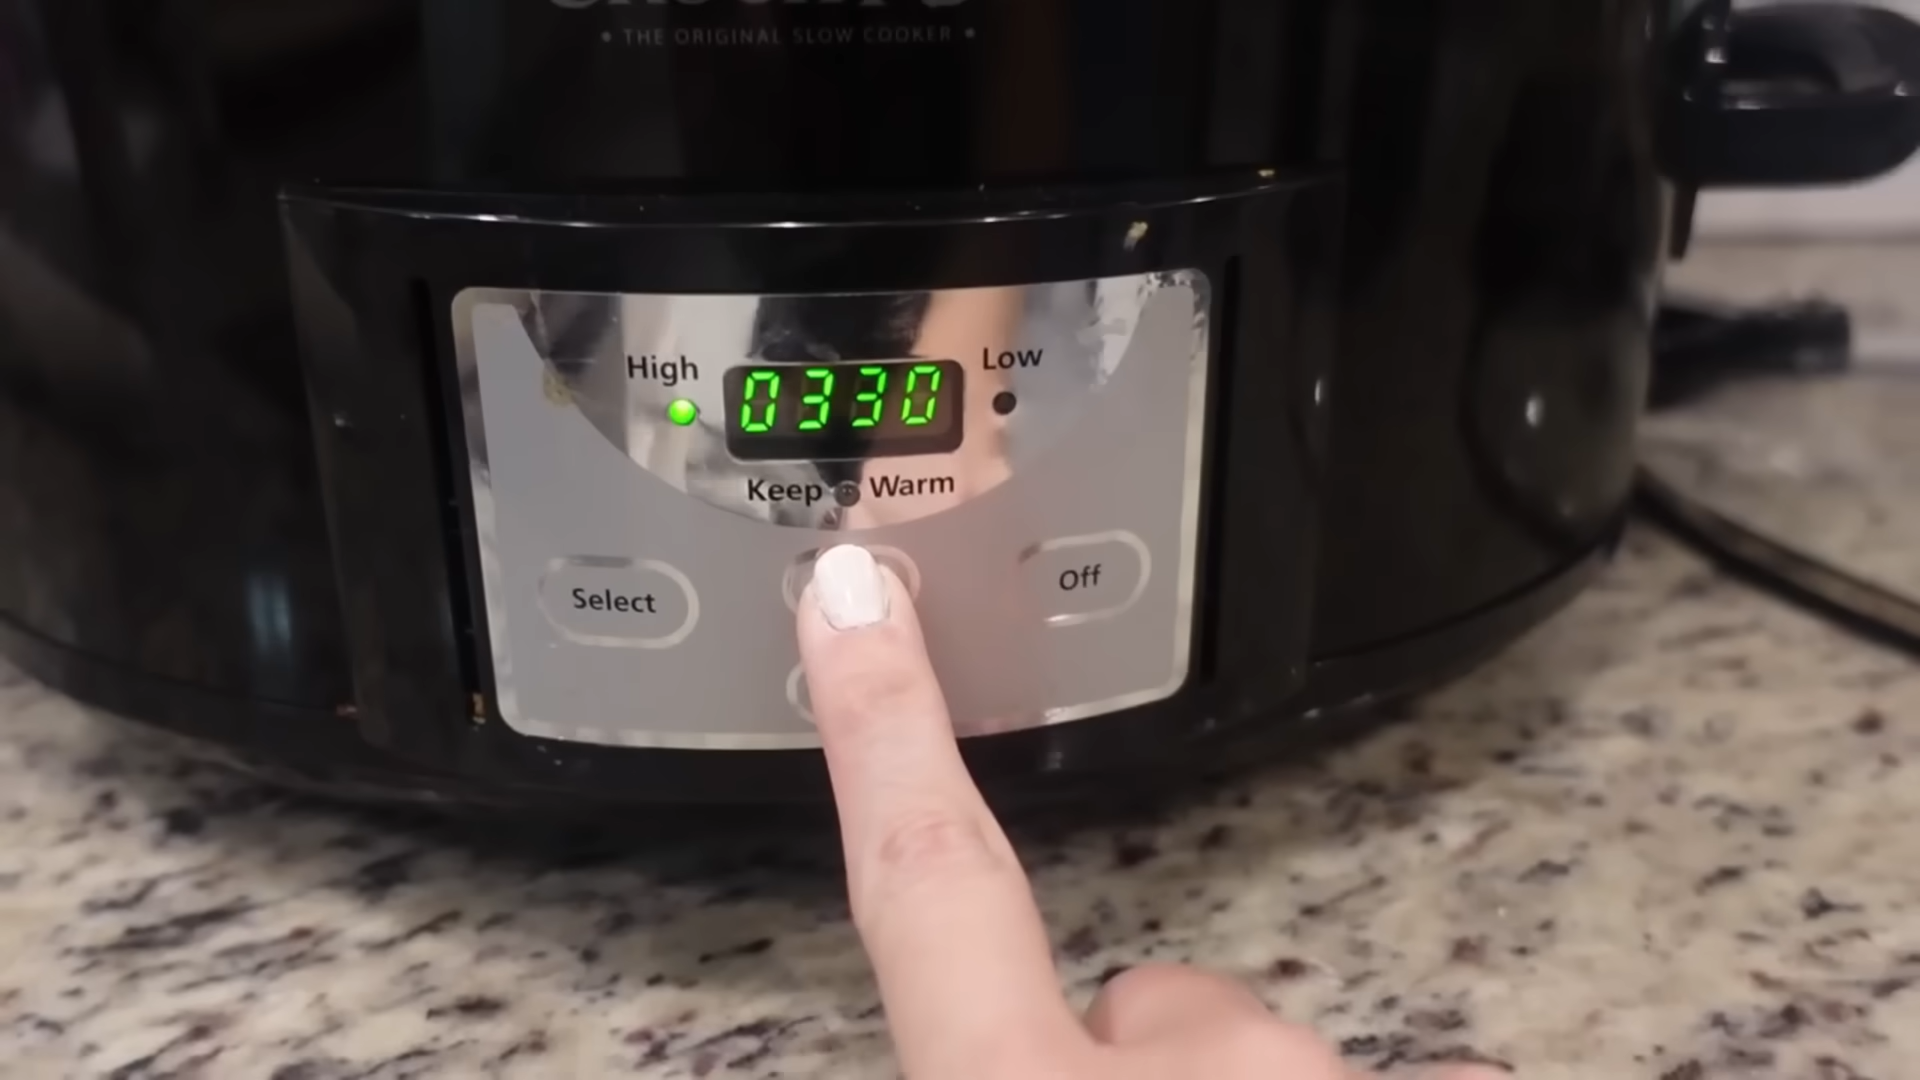 • THE ORIGINAL SLOW COOKER •
High
0330
Low
Keep Warm
Select
Off